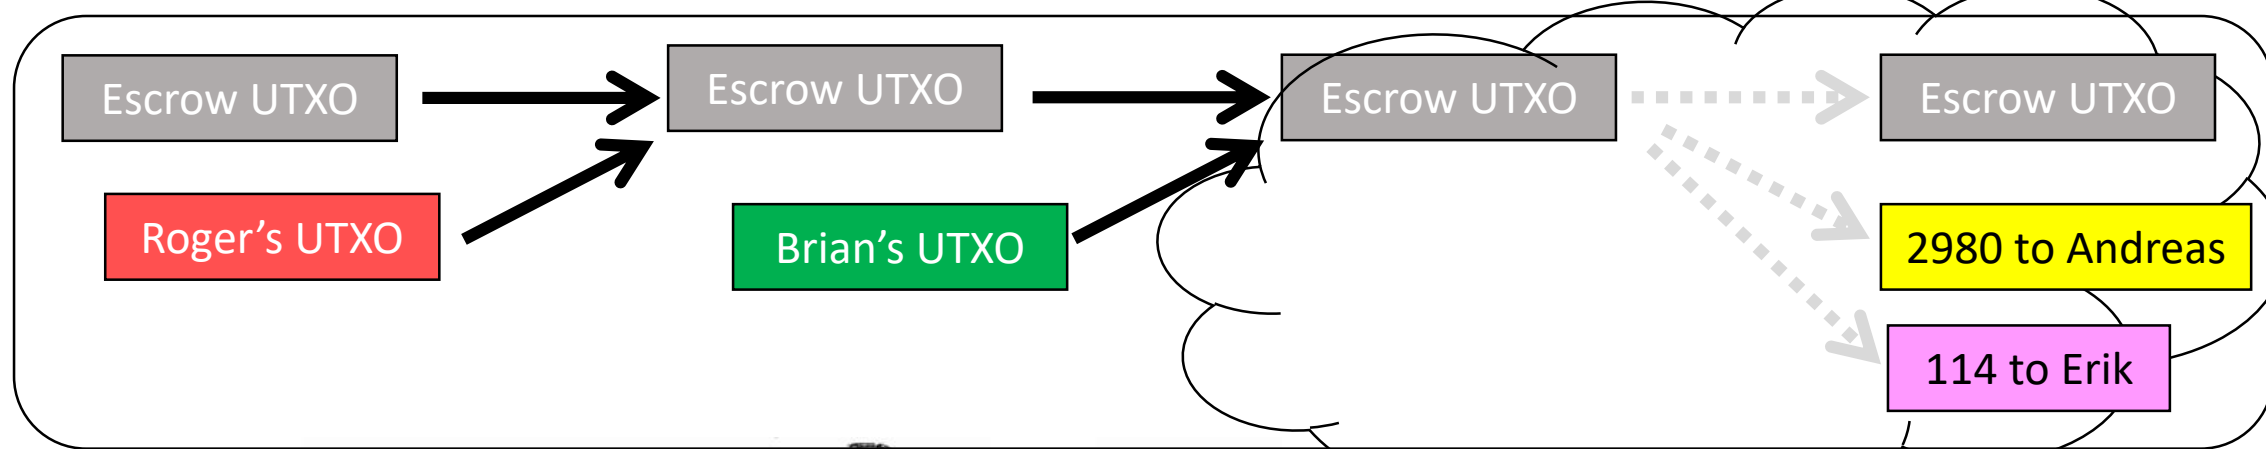 Escrow UTXO
Escrow UTXO
Escrow UTXO
Escrow UTXO
Roger’s UTXO
Brian’s UTXO
2980 to Andreas
114 to Erik